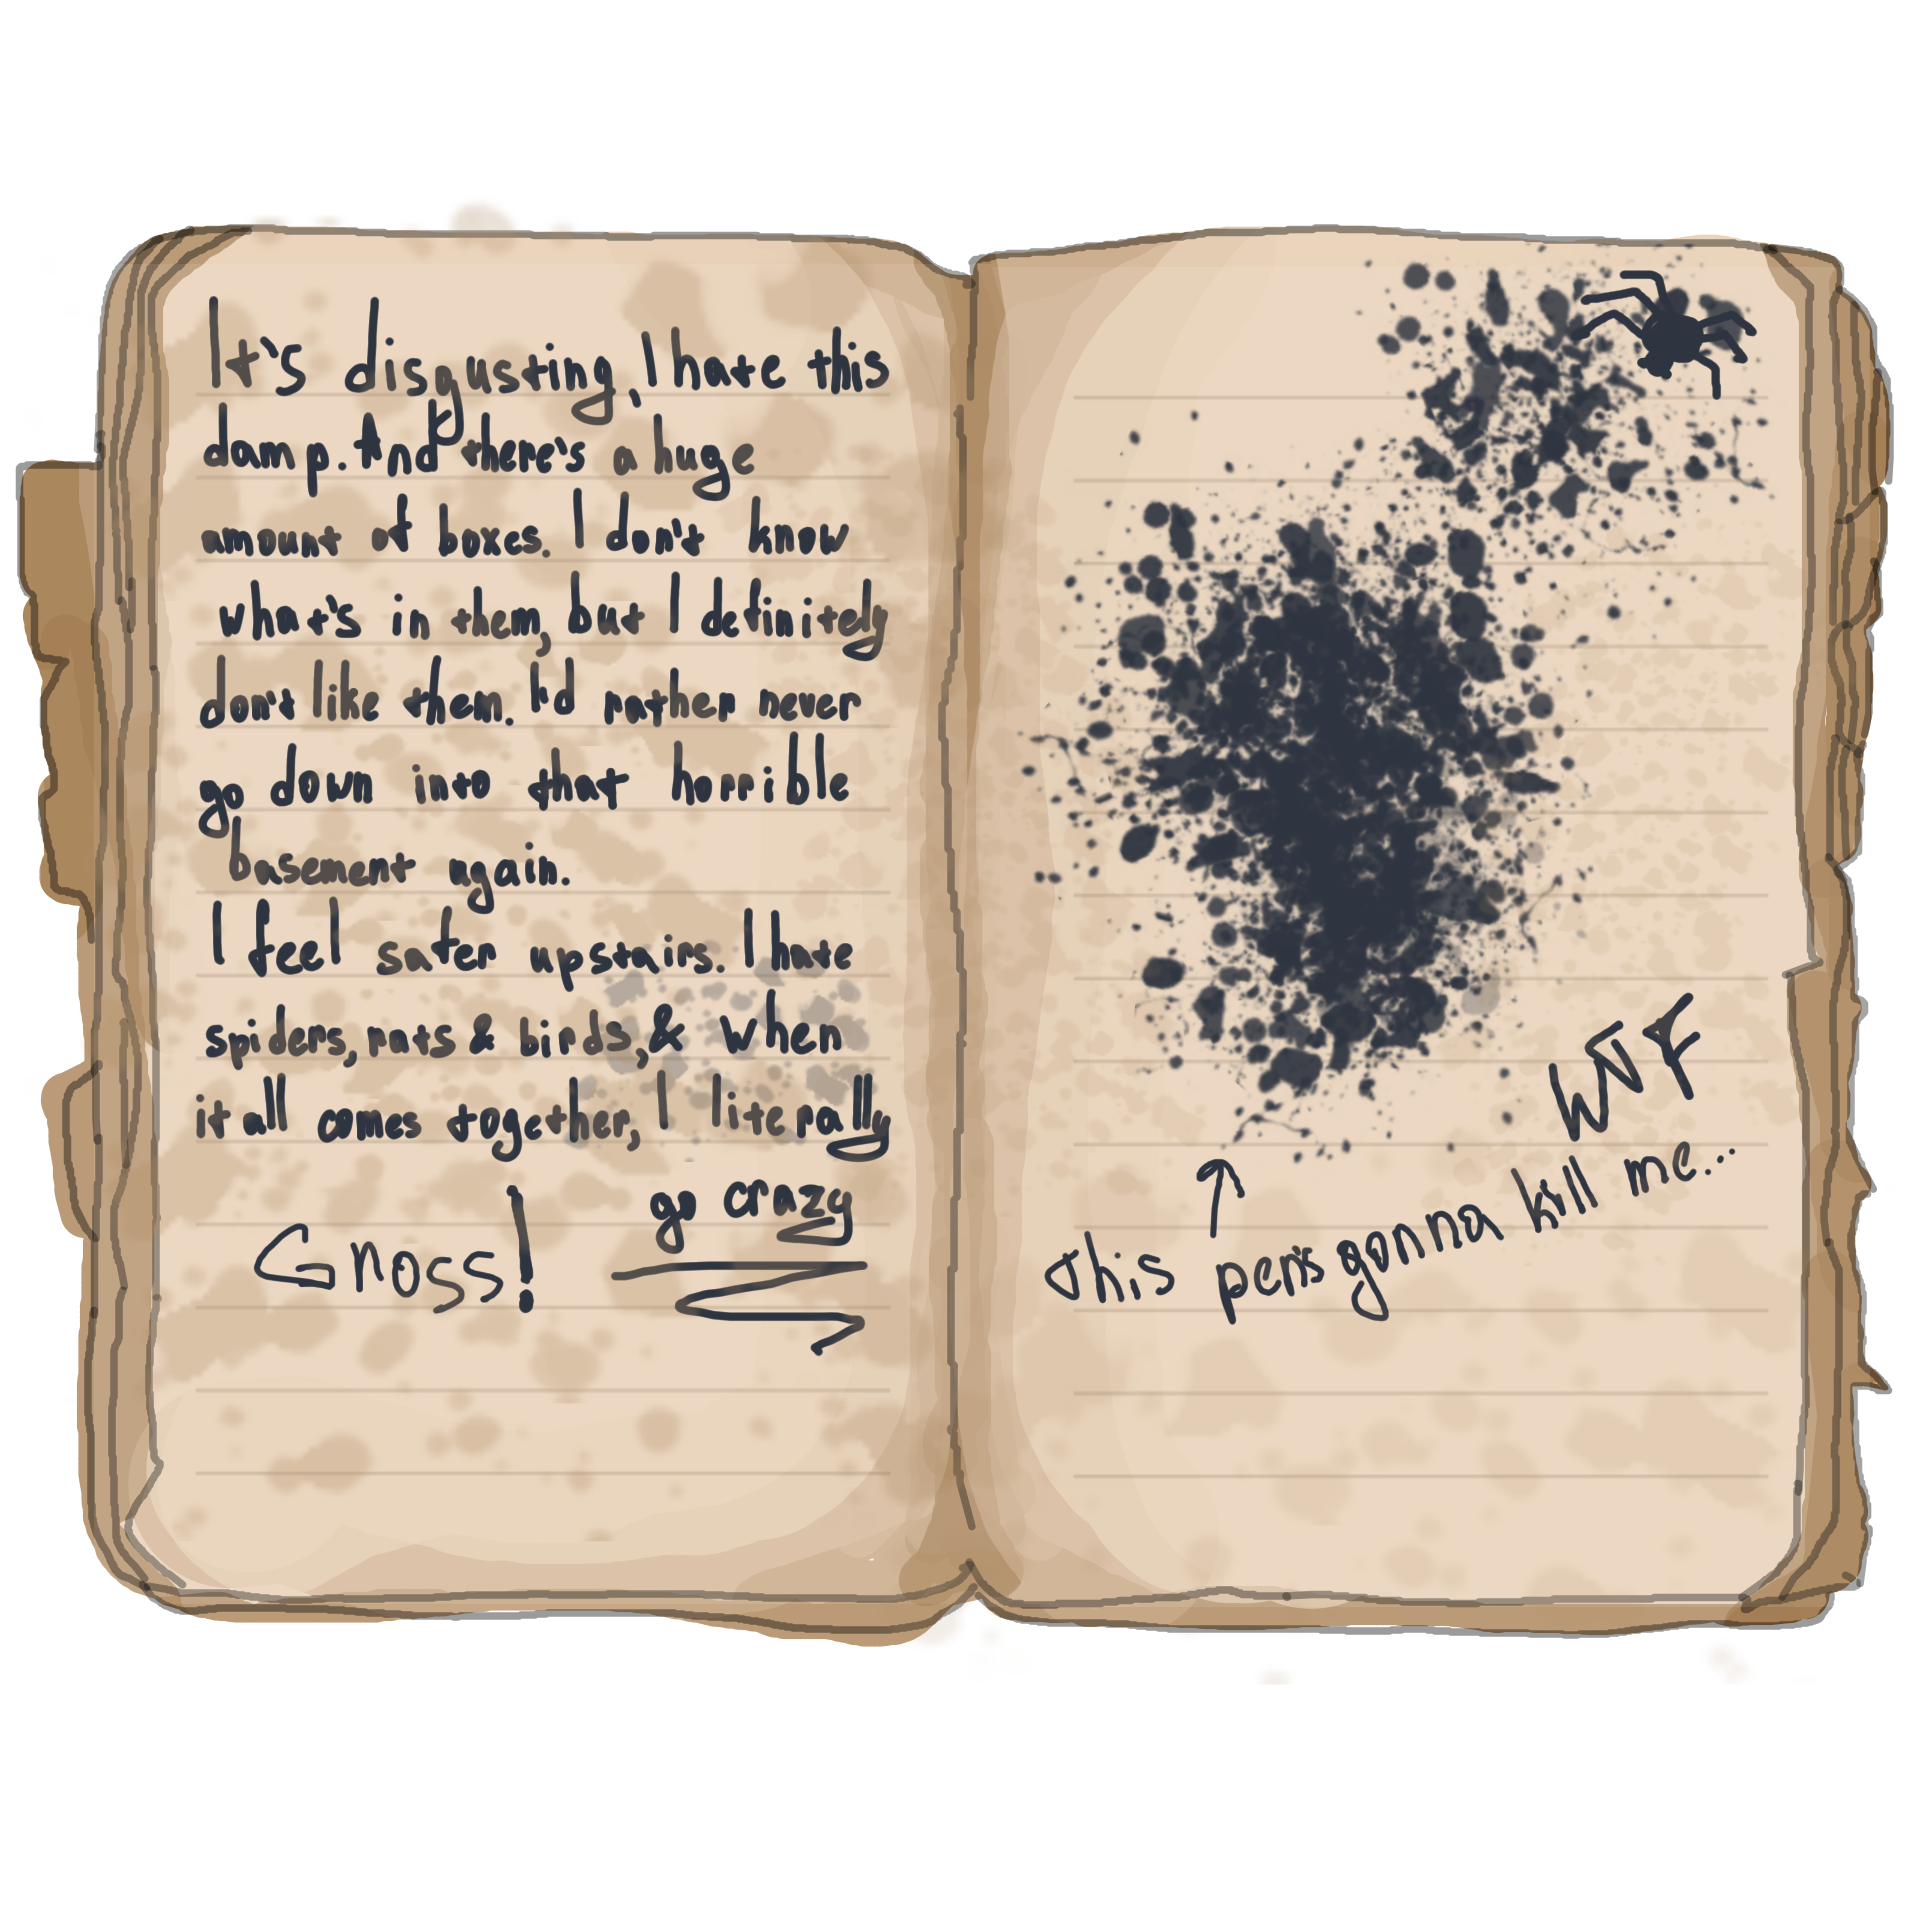 It's disgusting, I hate this
damp. And there's a huge
amount of boxes. I don't know
what's in them, but I definitely
don't like them. I'd rather never
go down into that horrible
basement again.
I feel safer upstairs. I hate
spiders, rats & birds, & when
it all comes together, I literally
go crazy
Gross!
WTF
This pen's gonna kill me...